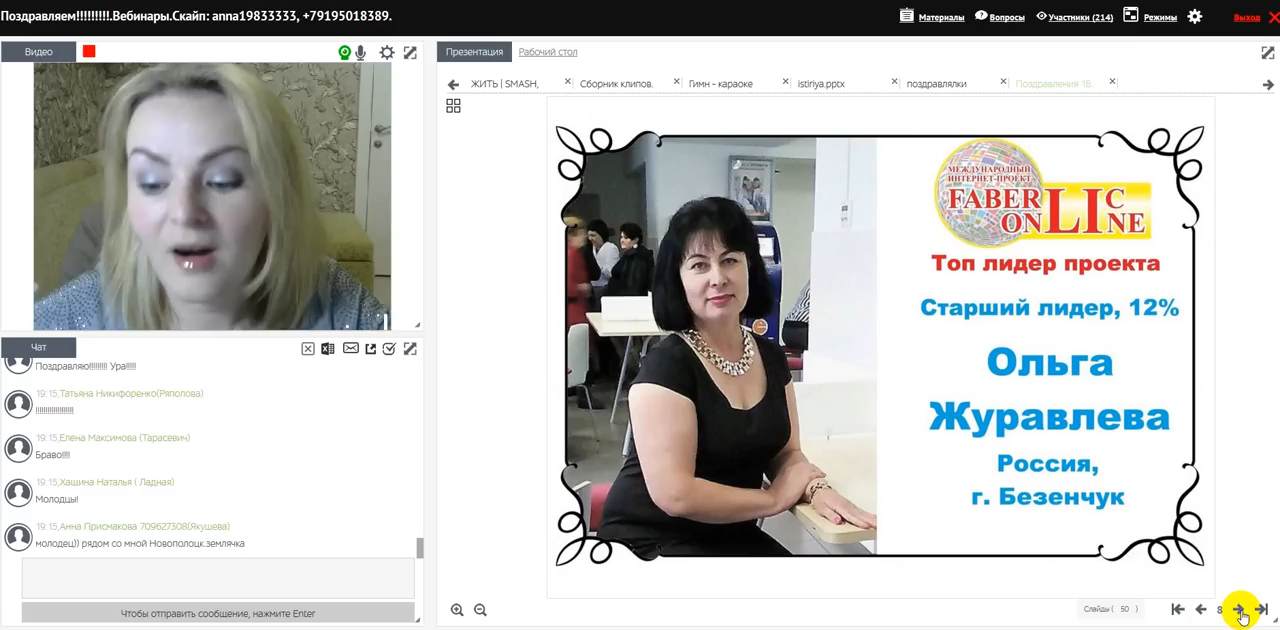 Поздравляем!!!!!!!!!.Вебинары.Скайп: anna19833333, +79195018389.
Материалы
Вопросы
Участники (214)
Режимы
Выход
Видео
Презентация
Рабочий стол
ЖИТЬ | SMASH,
Сборник клипов.
Гимн - караоке
istiriya.pptx
поздравлялки
Поздравления 18.
МЕЖДУНАРОДНЫЙ
ИНТЕРНЕТ-ПРОЕКТ
FABERLIC
ONLINE
Топ лидер проекта
Старший лидер, 12%
Ольга
Журавлева
Россия,
г. Безенчук
Чат
Поздравляю!!!!!!!!! Ура!!!!!
19:15,Татьяна Никифоренко(Ряполова)
!!!!!!!!!!!!!!!!!!!
19:15,Елена Максимова (Тарасевич)
Браво!!!!
19:15,Хашина Наталья ( Ладная)
Молодцы!
19:15,Анна Присмакова 709627308(Якушева)
молодец)) рядом со мной Новополоцк.землячка
Чтобы отправить сообщение, нажмите Enter
Слайды ( 50 )
8